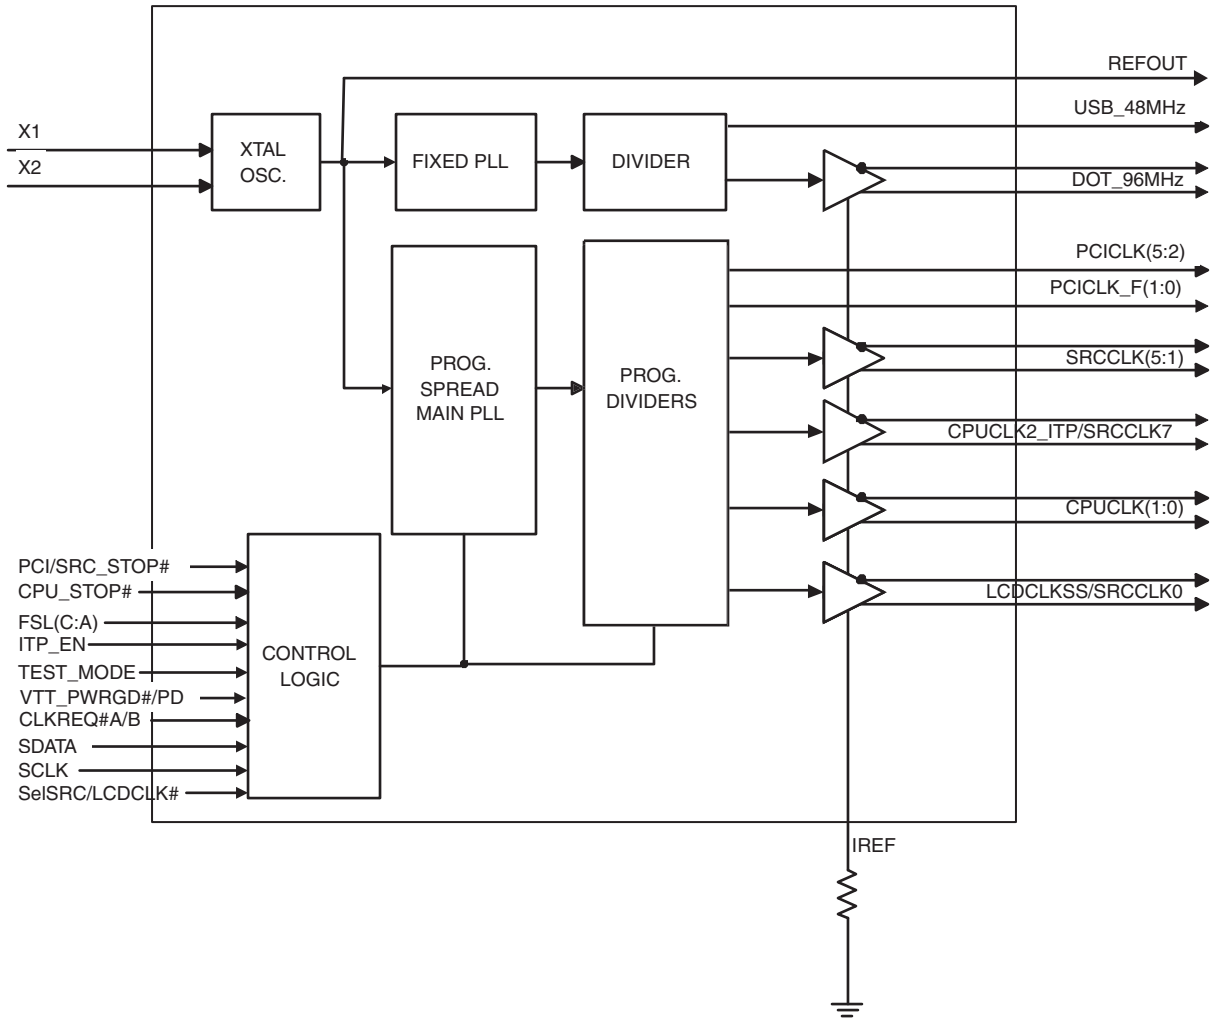 REFOUT
USB_48MHz
X1
X2
XTAL
OSC.
FIXED PLL
DIVIDER
DOT_96MHz
PCICLK(5:2)
PCICLK_F(1:0)
PROG.
SPREAD
MAIN PLL
PROG.
DIVIDERS
SRCCLK(5:1)
CPUCLK2_ITP/SRCCLK7
CPUCLK(1:0)
LCDCLKSS/SRCCLK0
PCI/SRC_STOP#
CPU_STOP#
FSL(C:A)
ITP_EN
TEST_MODE
VTT_PWRGD#/PD
CLKREQ#A/B
SDATA
SCLK
SelSRC/LCDCLK#
CONTROL
LOGIC
IREF